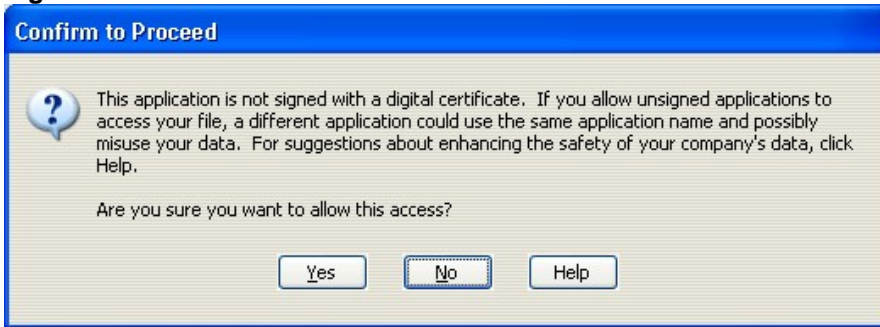 Confirm to Proceed
This application is not signed with a digital certificate. If you allow unsigned applications to
access your file, a different application could use the same application name and possibly
misuse your data. For suggestions about enhancing the safety of your company's data, click
Help.
Are you sure you want to allow this access?
Yes No Help